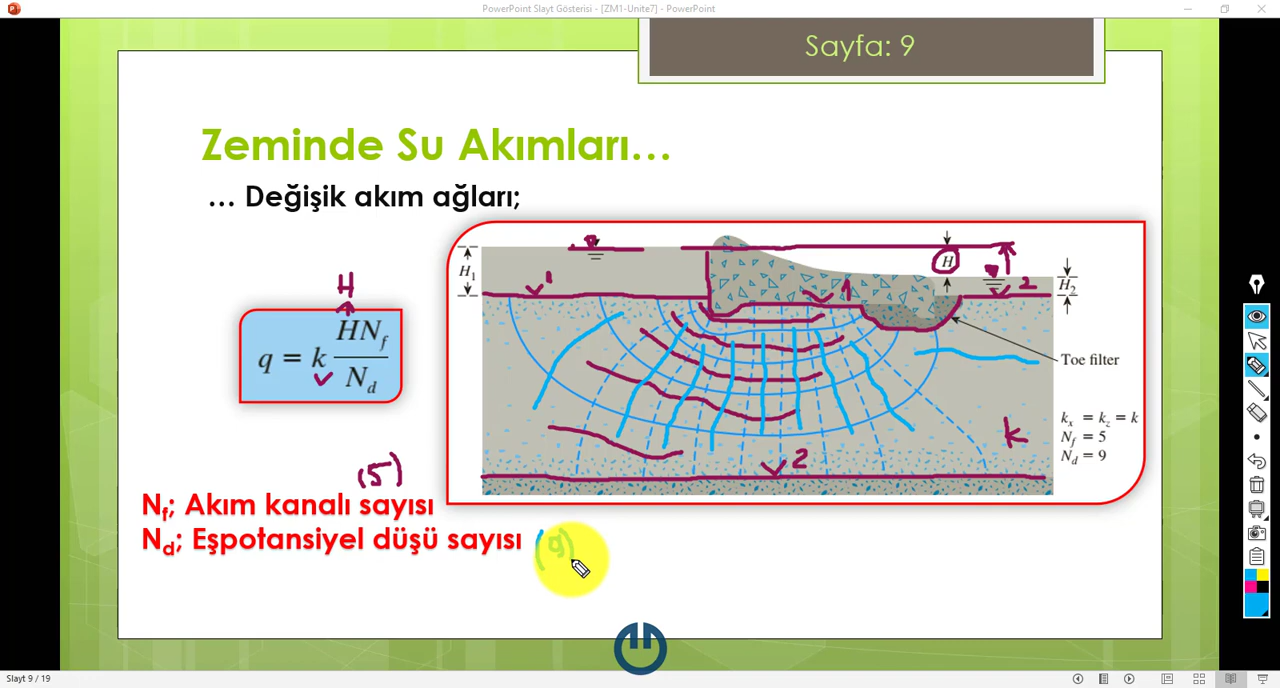 PowerPoint Slayt Gösterisi - [ZM1-Unite7] - PowerPoint
Sayfa: 9
Zeminde Su Akımları...
... Değişik akım ağları;
H
q = k HN_f / N_d
(5)
N_f; Akım kanalı sayısı
N_d; Eşpotansiyel düşü sayısı (9)
H_1
1
H
2
H_2
1
Toe filter
k
k_x = k_z = k
N_f = 5
N_d = 9
2
Slayt 9 / 19